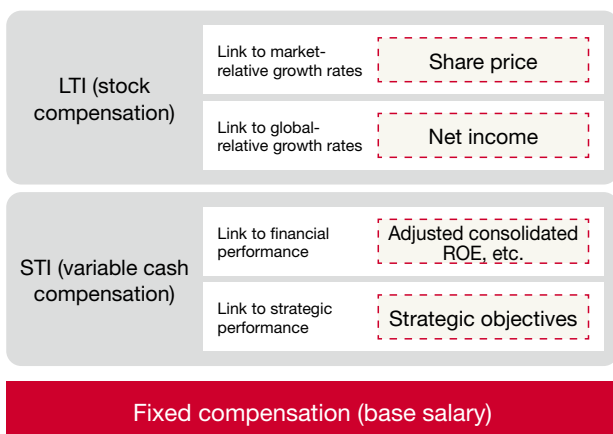 LTI (stock
compensation)
Link to market-
relative growth rates
Share price
Link to global-
relative growth rates
Net income
STI (variable cash
compensation)
Link to financial
performance
Adjusted consolidated
ROE, etc.
Link to strategic
performance
Strategic objectives
Fixed compensation (base salary)